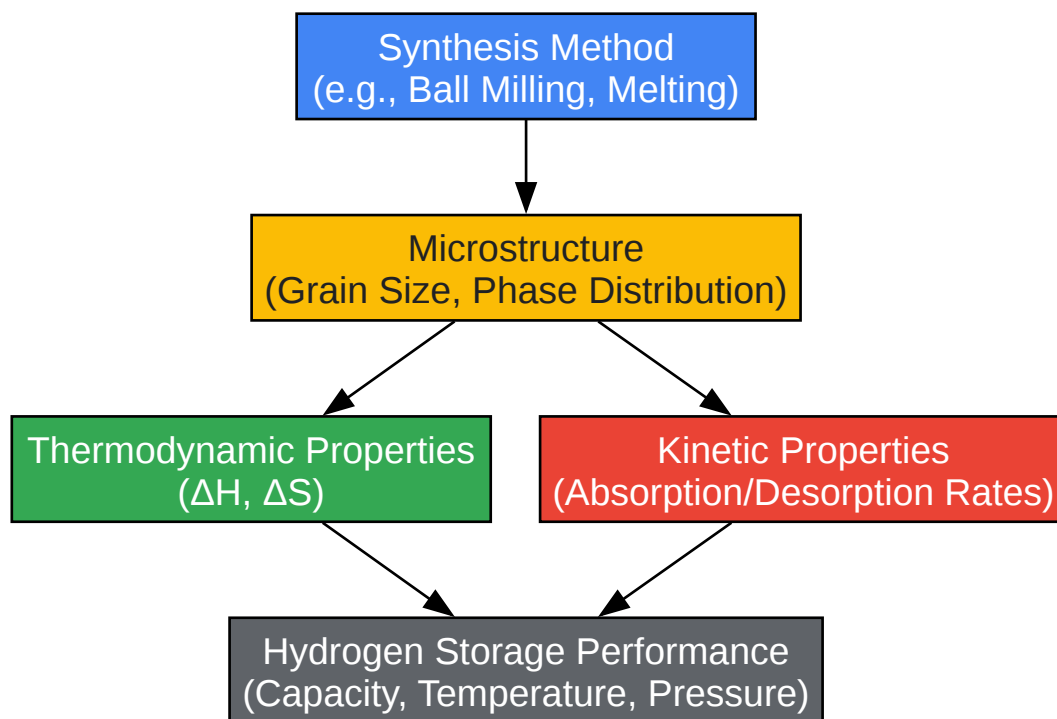 Synthesis Method
(e.g., Ball Milling, Melting)
Microstructure
(Grain Size, Phase Distribution)
Thermodynamic Properties
(ΔH, ΔS)
Kinetic Properties
(Absorption/Desorption Rates)
Hydrogen Storage Performance
(Capacity, Temperature, Pressure)